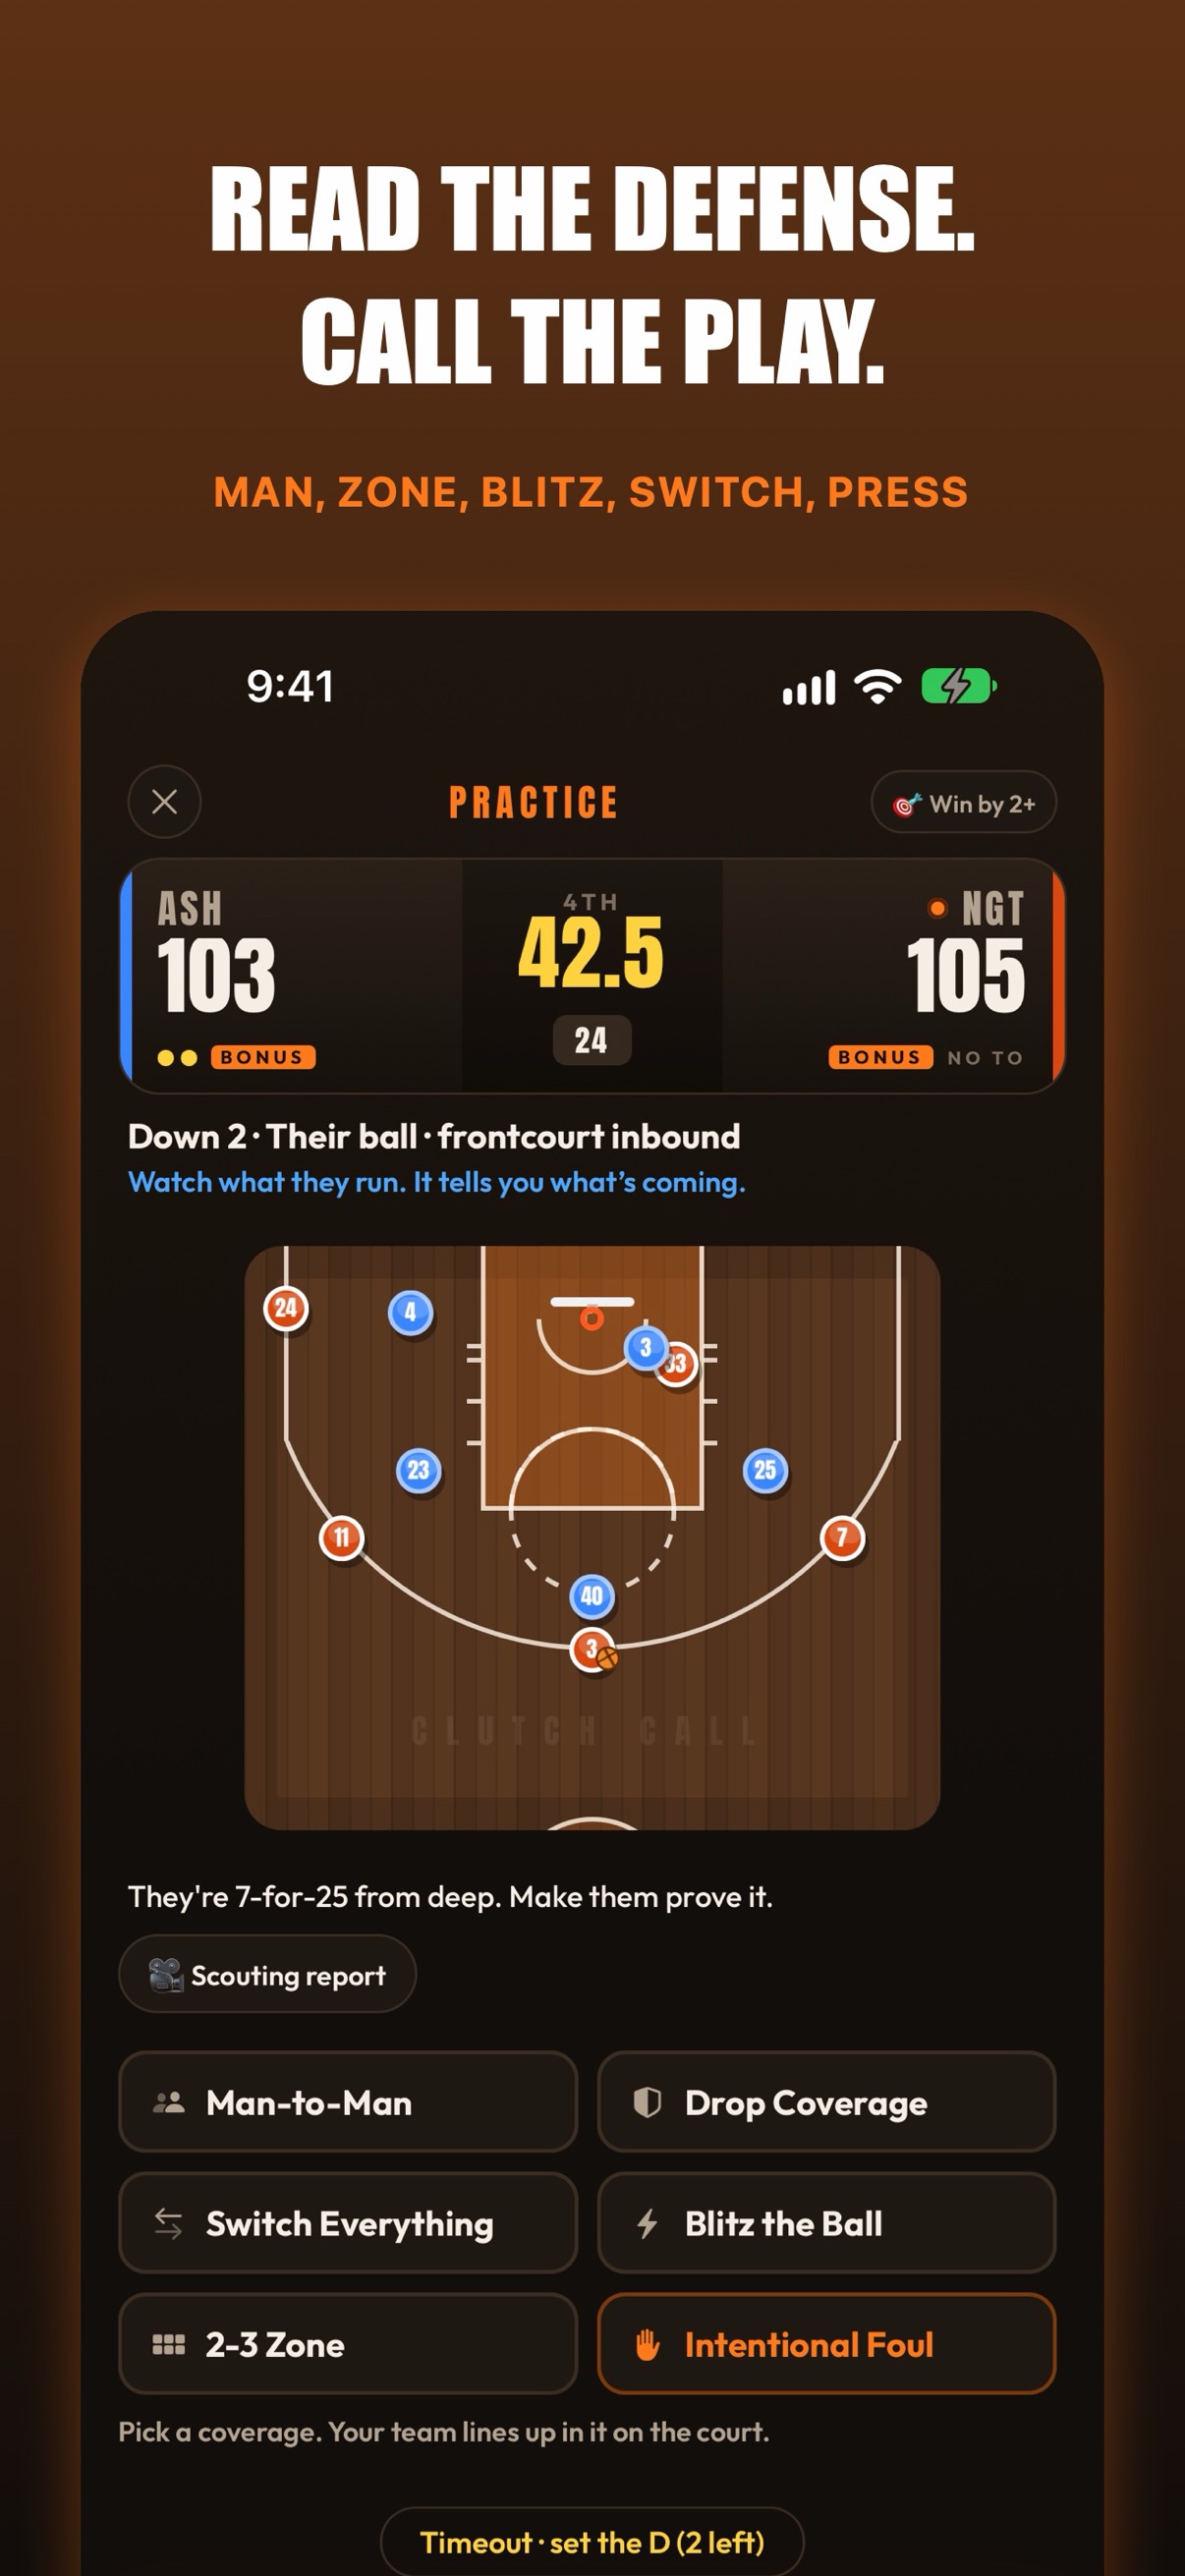 READ THE DEFENSE.
CALL THE PLAY.
MAN, ZONE, BLITZ, SWITCH, PRESS
9:41
PRACTICE
Win by 2+
ASH
4TH
NGT
103
42.5
105
24
BONUS
BONUS NO TO
Down 2 · Their ball · frontcourt inbound
Watch what they run. It tells you what’s coming.
24
4
3
33
23
25
11
7
40
3
CLUTCH CALL
They're 7-for-25 from deep. Make them prove it.
Scouting report
Man-to-Man
Drop Coverage
Switch Everything
Blitz the Ball
2-3 Zone
Intentional Foul
Pick a coverage. Your team lines up in it on the court.
Timeout · set the D (2 left)